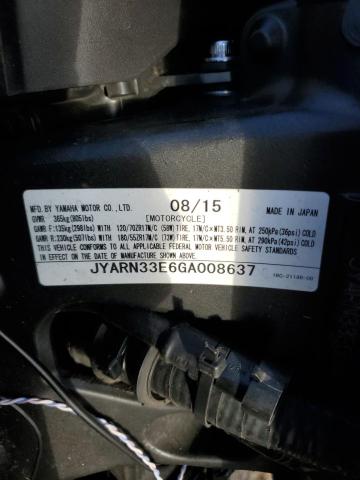 MFD. BY YAMAHA MOTOR CO., LTD. 08/15 MADE IN JAPAN
GVWR 365kg(805lbs) [MOTORCYCLE]
GAWR F:135kg(298lbs) WITH 120/70ZR17M/C (58W) TIRE, 17M/C×MT3.50 RIM, AT 250kPa(36psi) COLD
GAWR R:230kg(507lbs) WITH 180/55ZR17M/C (73W) TIRE, 17M/C×MT5.50 RIM, AT 290kPa(42psi) COLD
THIS VEHICLE CONFORMS TO ALL APPLICABLE FEDERAL MOTOR VEHICLE SAFETY STANDARDS
IN EFFECT ON THE DATE OF MANUFACTURE SHOWN ABOVE.
JYARN33E6GA008637